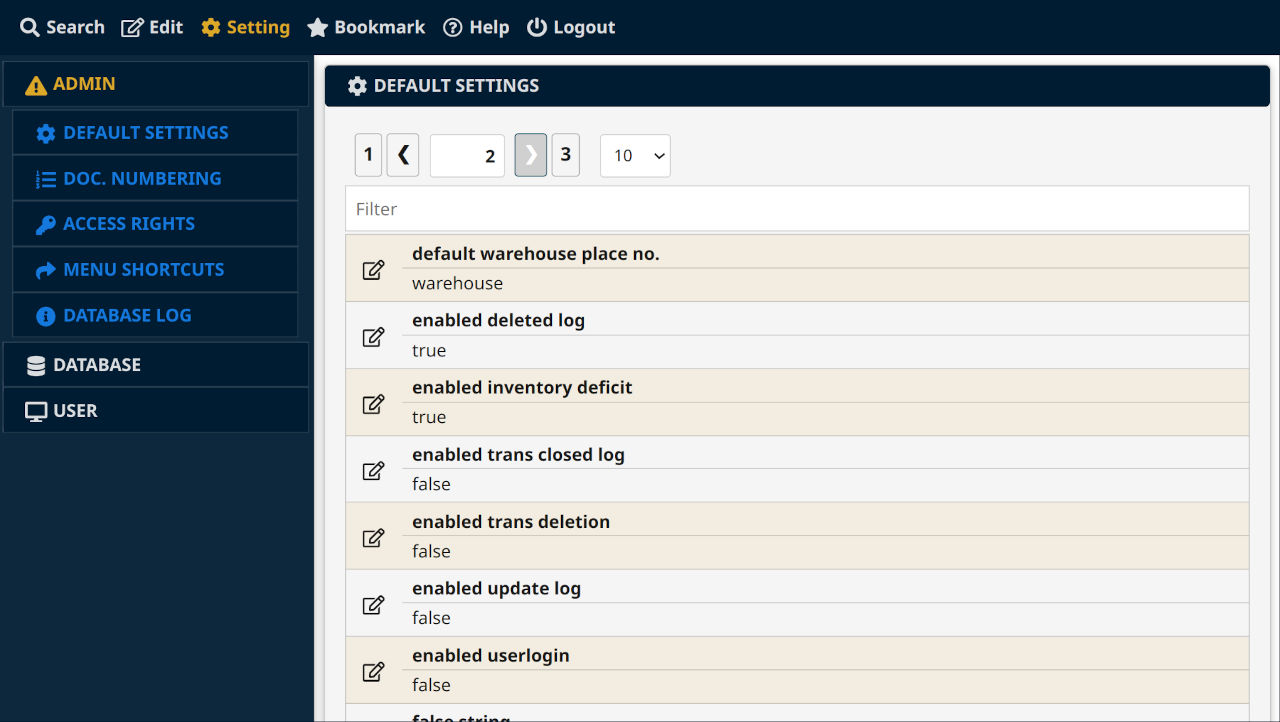 Search Edit Setting Bookmark Help Logout
ADMIN
DEFAULT SETTINGS
DOC. NUMBERING
ACCESS RIGHTS
MENU SHORTCUTS
DATABASE LOG
DATABASE
USER
DEFAULT SETTINGS
1 ❮ 2 ❯ 3 10
Filter
default warehouse place no.
warehouse
enabled deleted log
true
enabled inventory deficit
true
enabled trans closed log
false
enabled trans deletion
false
enabled update log
false
enabled userlogin
false
false string